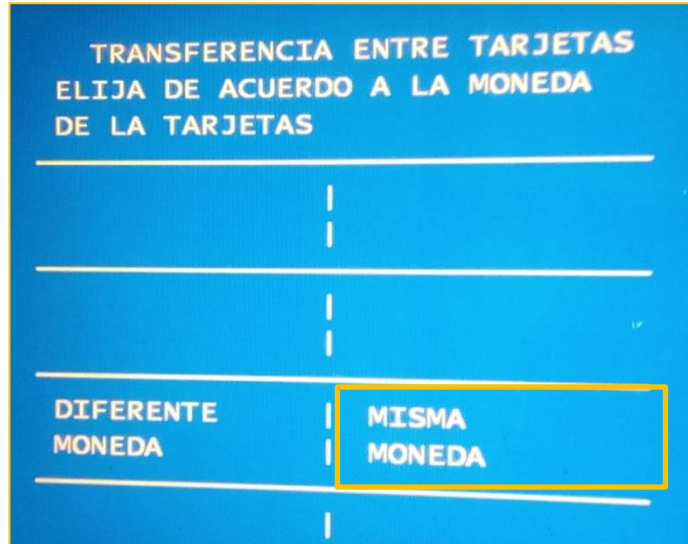 TRANSFERENCIA ENTRE TARJETAS
ELIJA DE ACUERDO A LA MONEDA
DE LA TARJETAS
DIFERENTE
MONEDA
MISMA
MONEDA